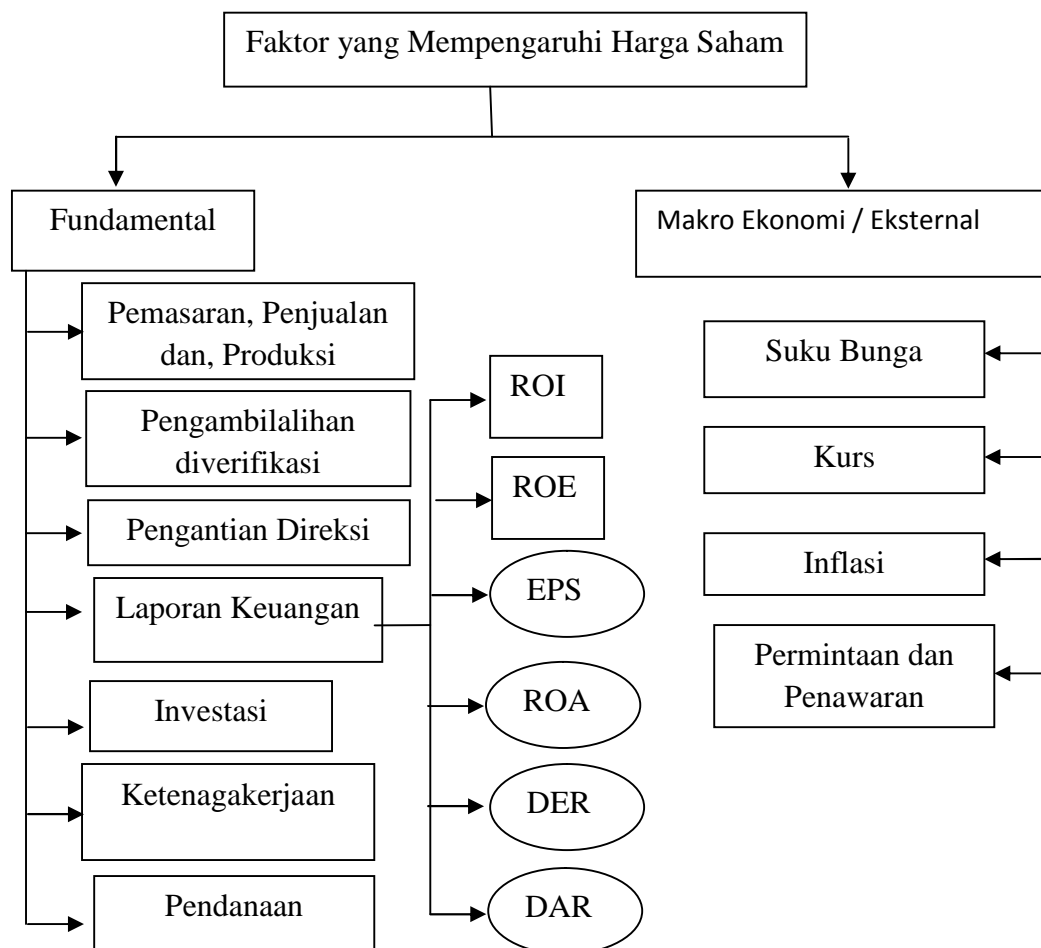 Faktor yang Mempengaruhi Harga Saham
Fundamental
Makro Ekonomi / Eksternal
Pemasaran, Penjualan
dan, Produksi
Pengambilalihan
diverifikasi
Pengantian Direksi
Laporan Keuangan
Investasi
Ketenagakerjaan
Pendanaan
ROI
ROE
EPS
ROA
DER
DAR
Suku Bunga
Kurs
Inflasi
Permintaan dan
Penawaran